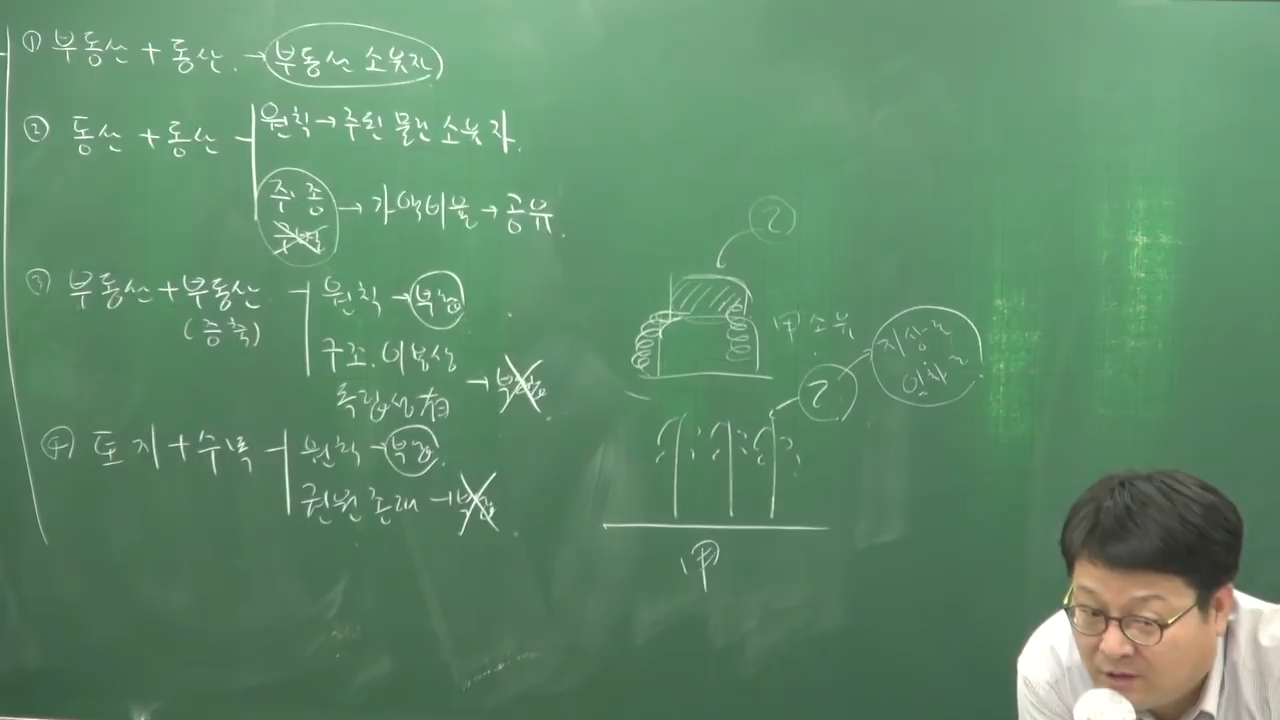 ① 부동산 + 동산. → 부동산 소유자
② 동산 + 동산
원칙 → 주된 물건 소유자.
주·종 구별 → 가액비율 → 공유.
③ 부동산 + 부동산
(증축)
원칙 → 부합
구조·이용상
독립성 有 → 부합
④ 토지 + 수목
원칙 → 부합.
권원 존재 → 부합
乙
甲 소유
乙
지상권
임차권
甲